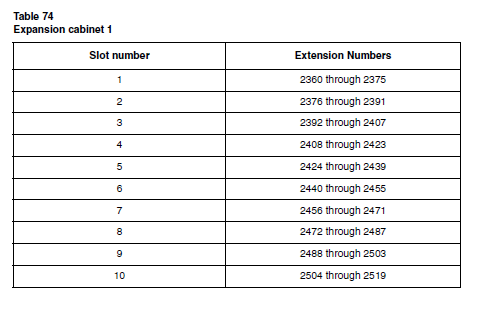 Table 74
Expansion cabinet 1
Slot number Extension Numbers
1 2360 through 2375
2 2376 through 2391
3 2392 through 2407
4 2408 through 2423
5 2424 through 2439
6 2440 through 2455
7 2456 through 2471
8 2472 through 2487
9 2488 through 2503
10 2504 through 2519